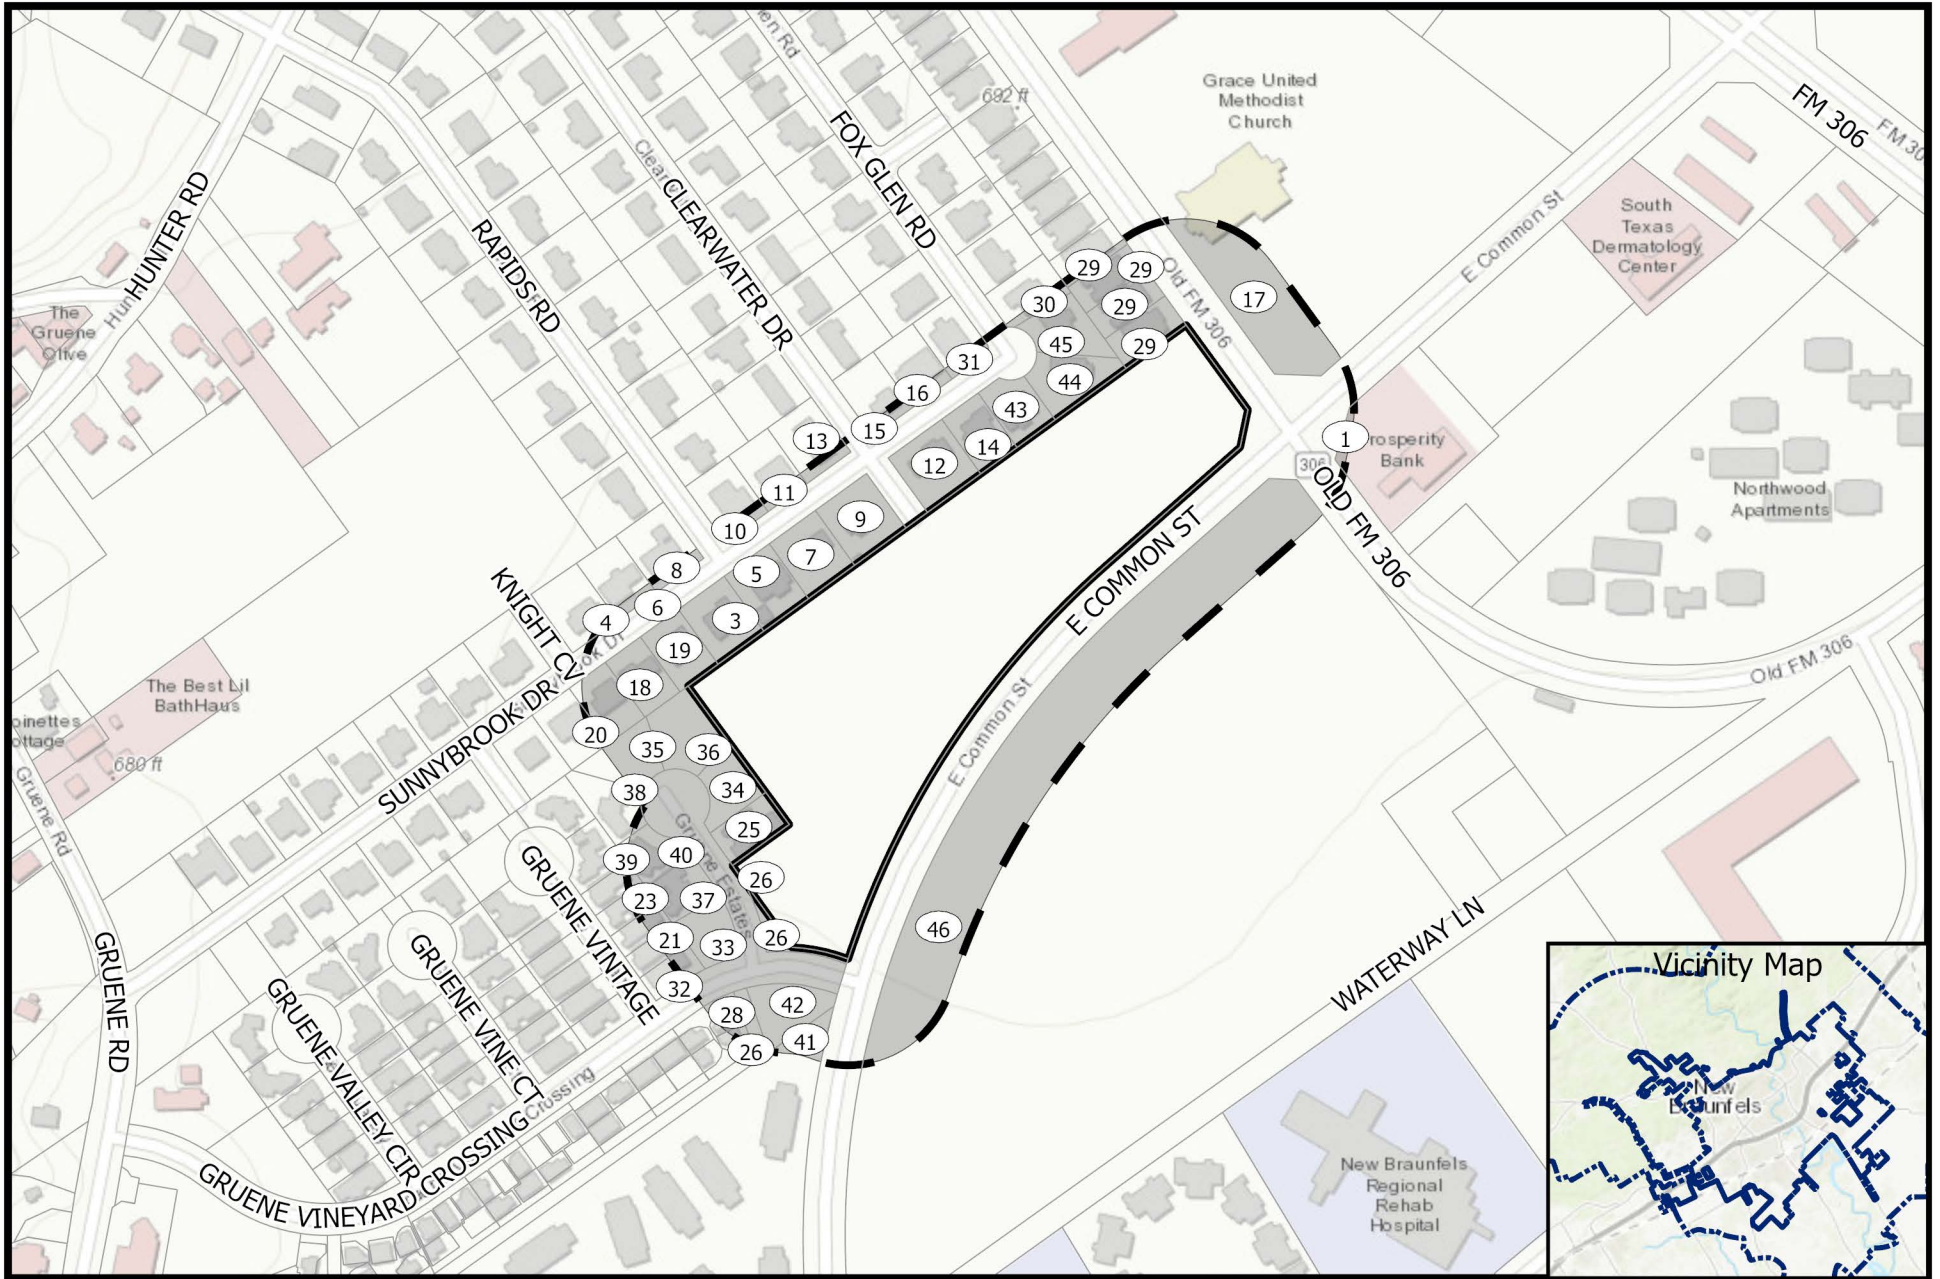 692 ft
Grace United
Methodist
Church
FM 306
FOX GLEN RD
CLEARWATER DR
HUNTER RD
RAPIDS RD
South
Texas
Dermatology
Center
E Common St
The
Gruene
Olive
29
29
17
30
29
Old FM 306
45
29
31
44
16
43
15
13
14
1
Prosperity
Bank
12
306
OLD FM 306
11
9
10
7
8
5
6
3
4
Northwood
Apartments
KNIGHT CV
E COMMON ST
19
18
20
35
36
38
34
25
The Best Lil
BathHaus
SUNNYBROOK DR
680 ft
Gruene Rd
E Common St
Old FM 306
39
40
Gruene Estates
26
23
37
21
33
26
32
28
42
41
26
46
GRUENE VINTAGE
GRUENE VINE CT
GRUENE VALLEY CIR
GRUENE RD
GRUENE VINEYARD CROSSING
Crossing
WATERWAY LN
New Braunfels
Regional
Rehab
Hospital
Vicinity Map
New
Braunfels